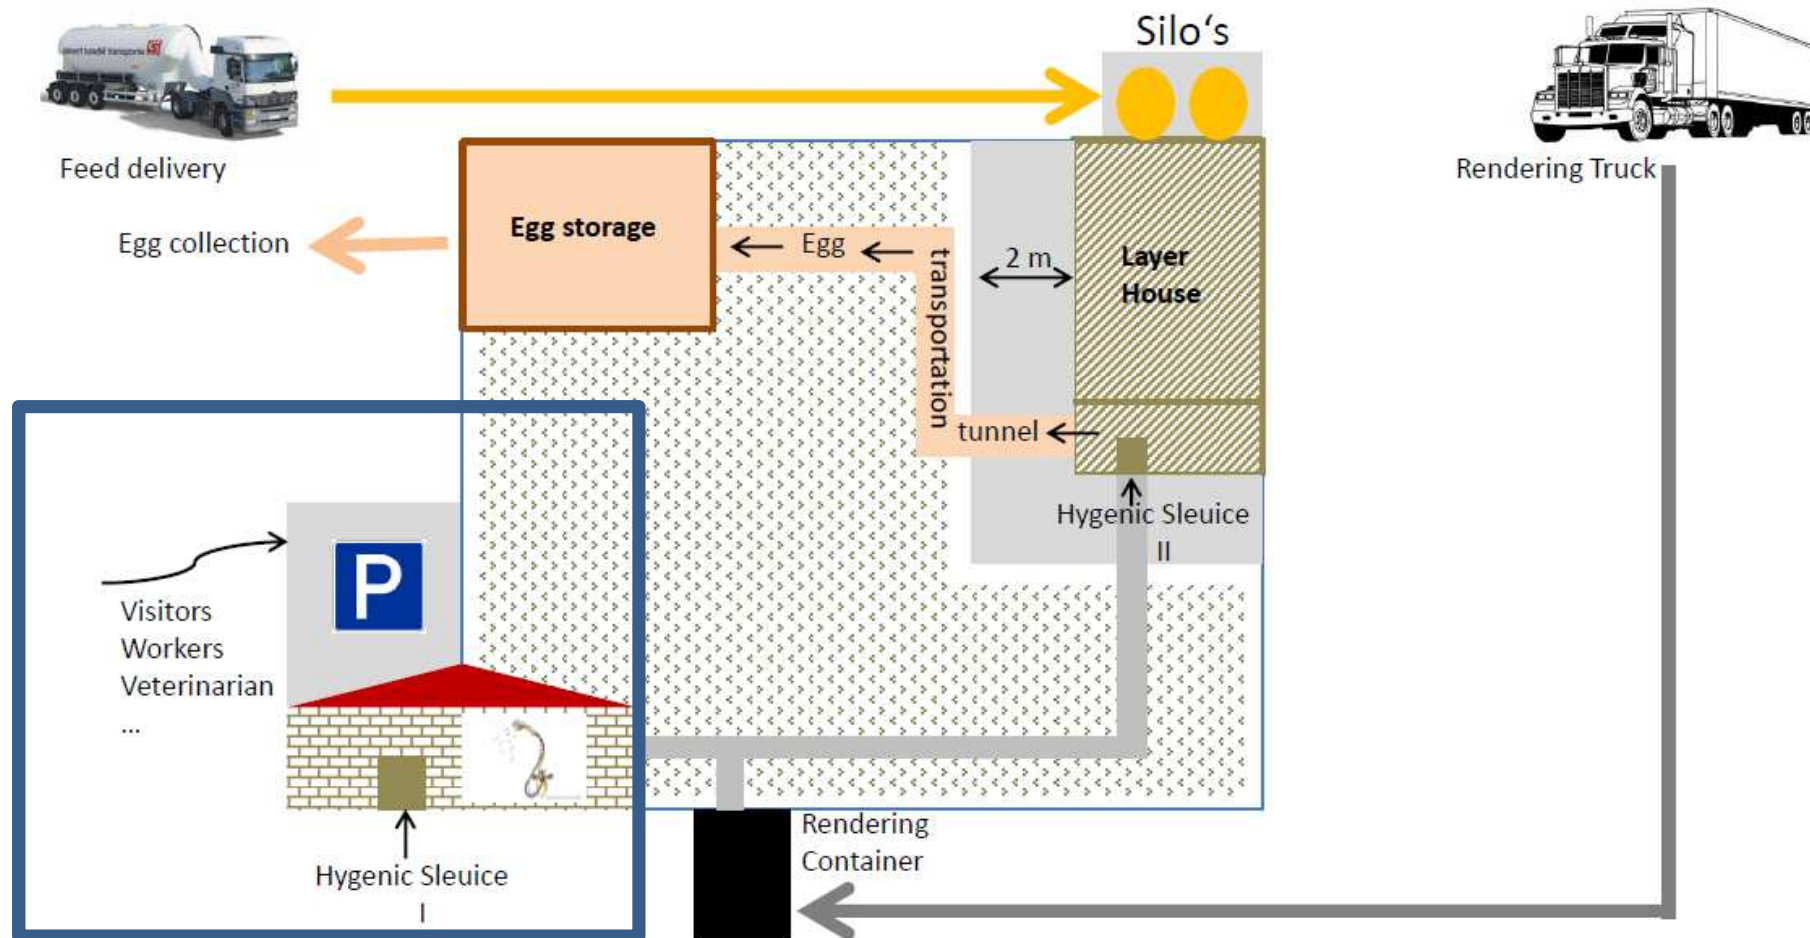 Silo‘s
Feed delivery
Rendering Truck
Egg collection
Egg storage
Egg
transportation
tunnel
2 m
Layer
House
Hygenic Sleuice
II
P
Visitors
Workers
Veterinarian
...
Hygenic Sleuice
I
Rendering
Container